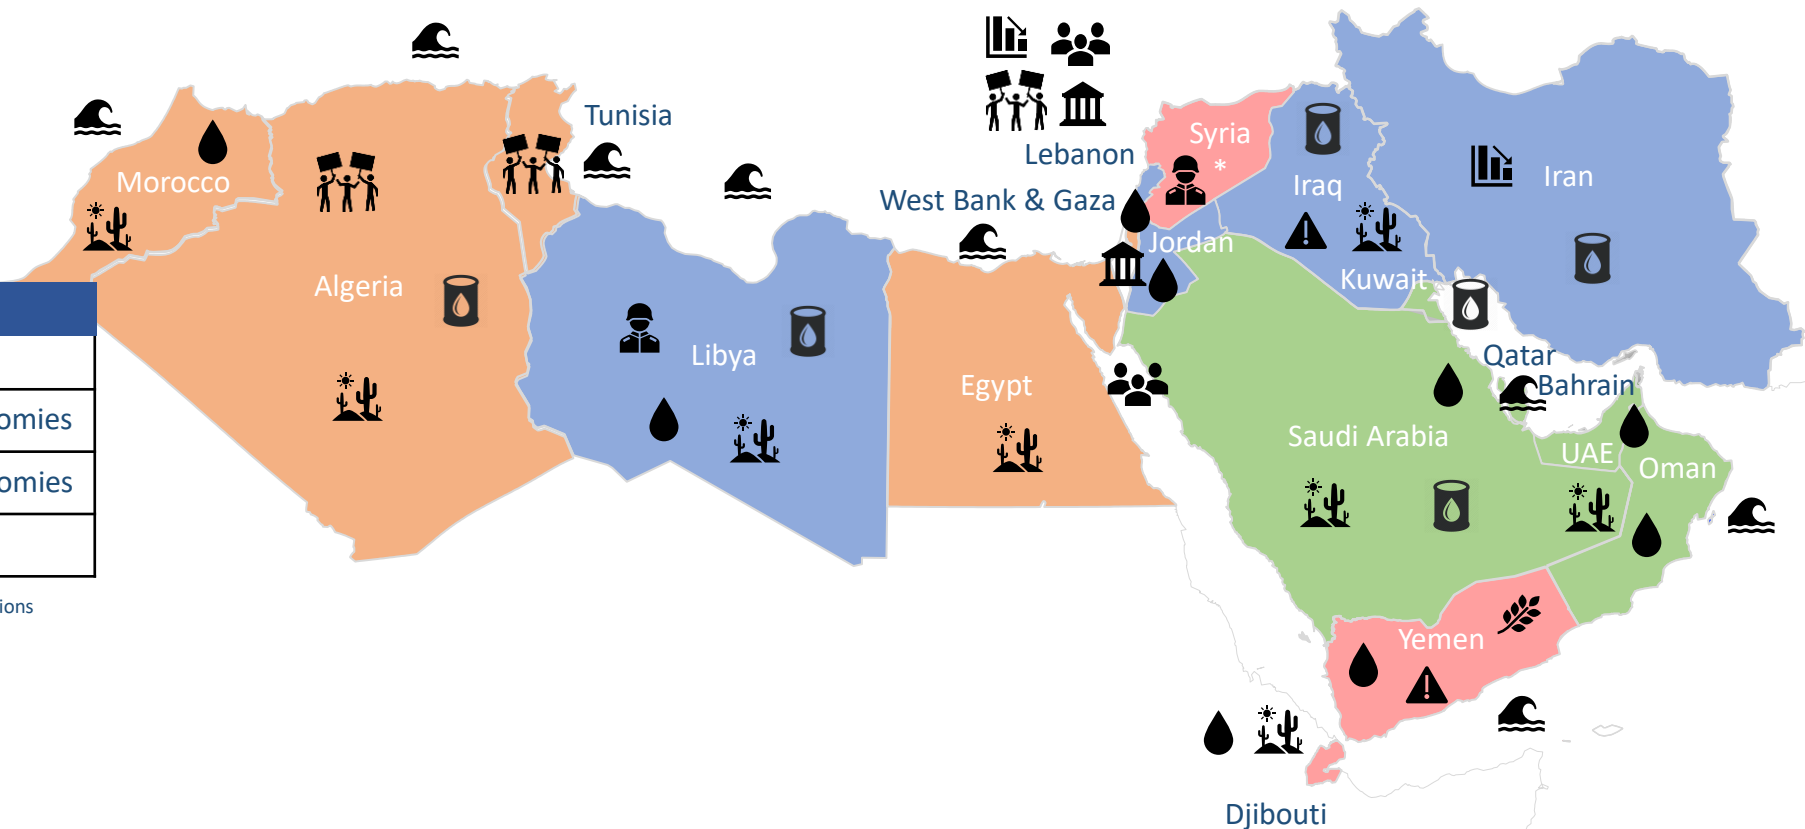 Tunisia
Morocco
Algeria
Libya
Egypt
Lebanon
West Bank & Gaza
Syria
*
Iraq
Iran
Jordan
Kuwait
Qatar
Bahrain
Saudi Arabia
UAE
Oman
Yemen
Djibouti
omies
omies
ions